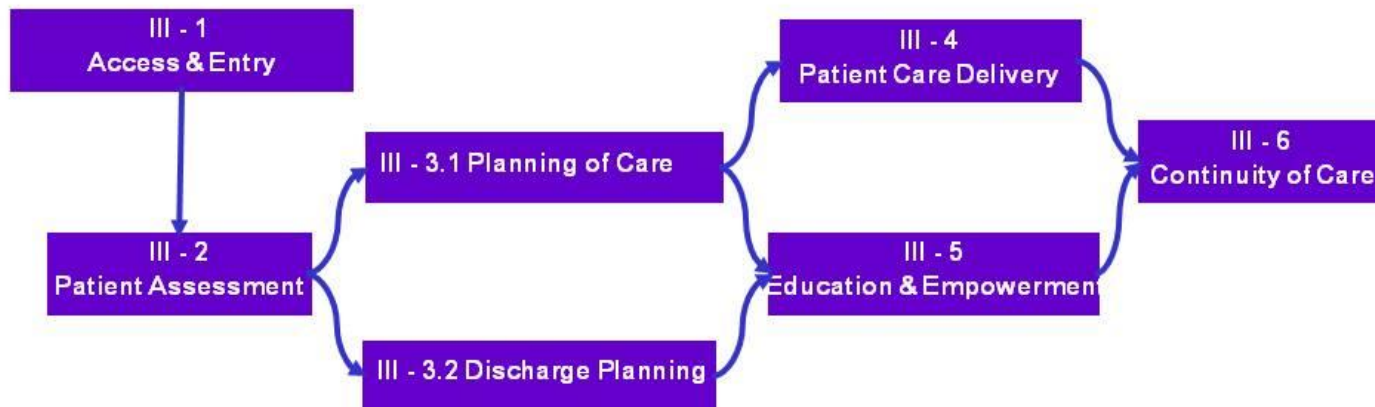 III - 1
Access & Entry
III - 2
Patient Assessment
III - 3.1 Planning of Care
III - 3.2 Discharge Planning
III - 4
Patient Care Delivery
III - 5
Education & Empowerment
III - 6
Continuity of Care